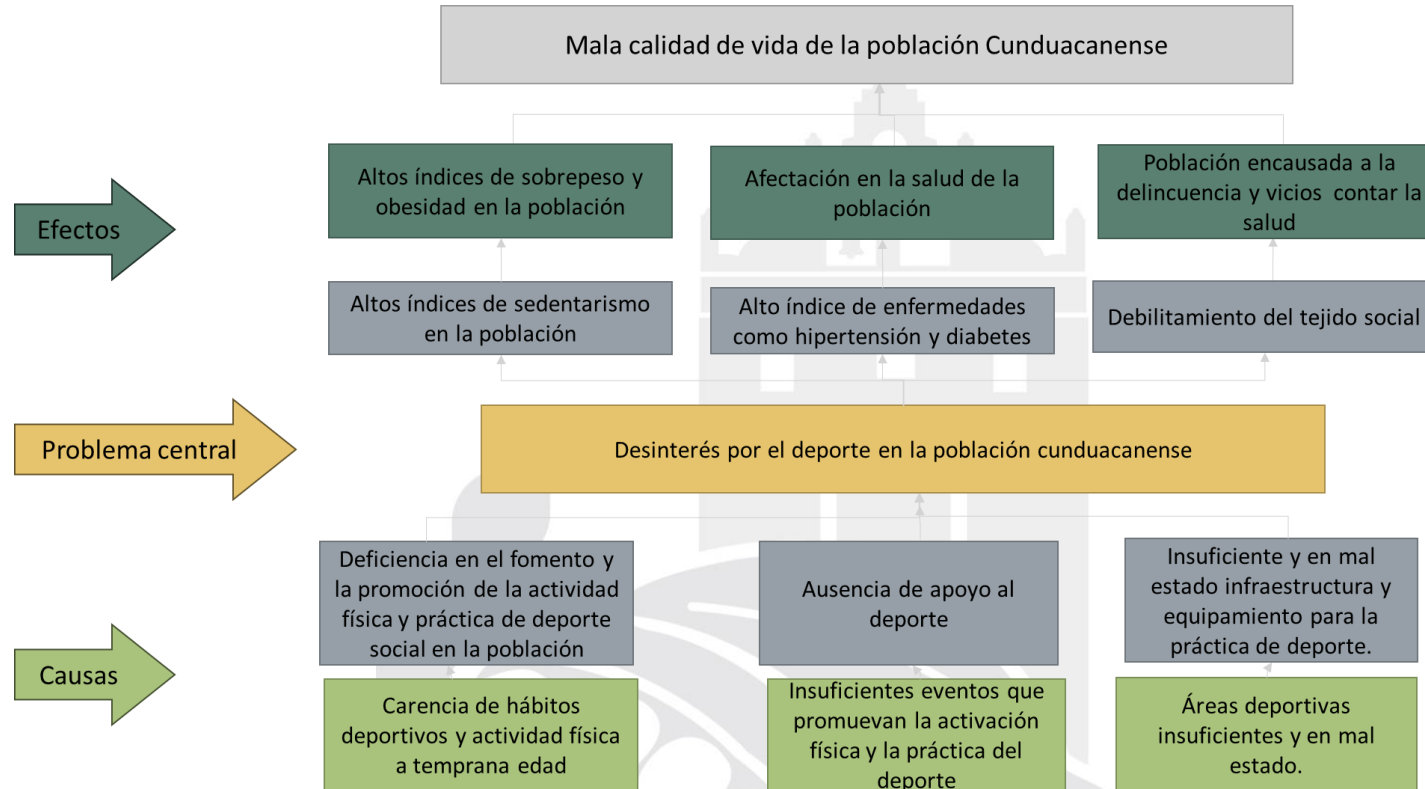 Mala calidad de vida de la población Cunduacanense
Altos índices de sobrepeso y
obesidad en la población
Afectación en la salud de la
población
Población encausada a la
delincuencia y vicios contar la
salud
Efectos
Altos índices de sedentarismo
en la población
Alto índice de enfermedades
como hipertensión y diabetes
Debilitamiento del tejido social
Problema central
Desinterés por el deporte en la población cunduacanense
Deficiencia en el fomento y
la promoción de la actividad
física y práctica de deporte
social en la población
Ausencia de apoyo al
deporte
Insuficiente y en mal
estado infraestructura y
equipamiento para la
práctica de deporte.
Causas
Carencia de hábitos
deportivos y actividad física
a temprana edad
Insuficientes eventos que
promuevan la activación
física y la práctica del
deporte
Áreas deportivas
insuficientes y en mal
estado.